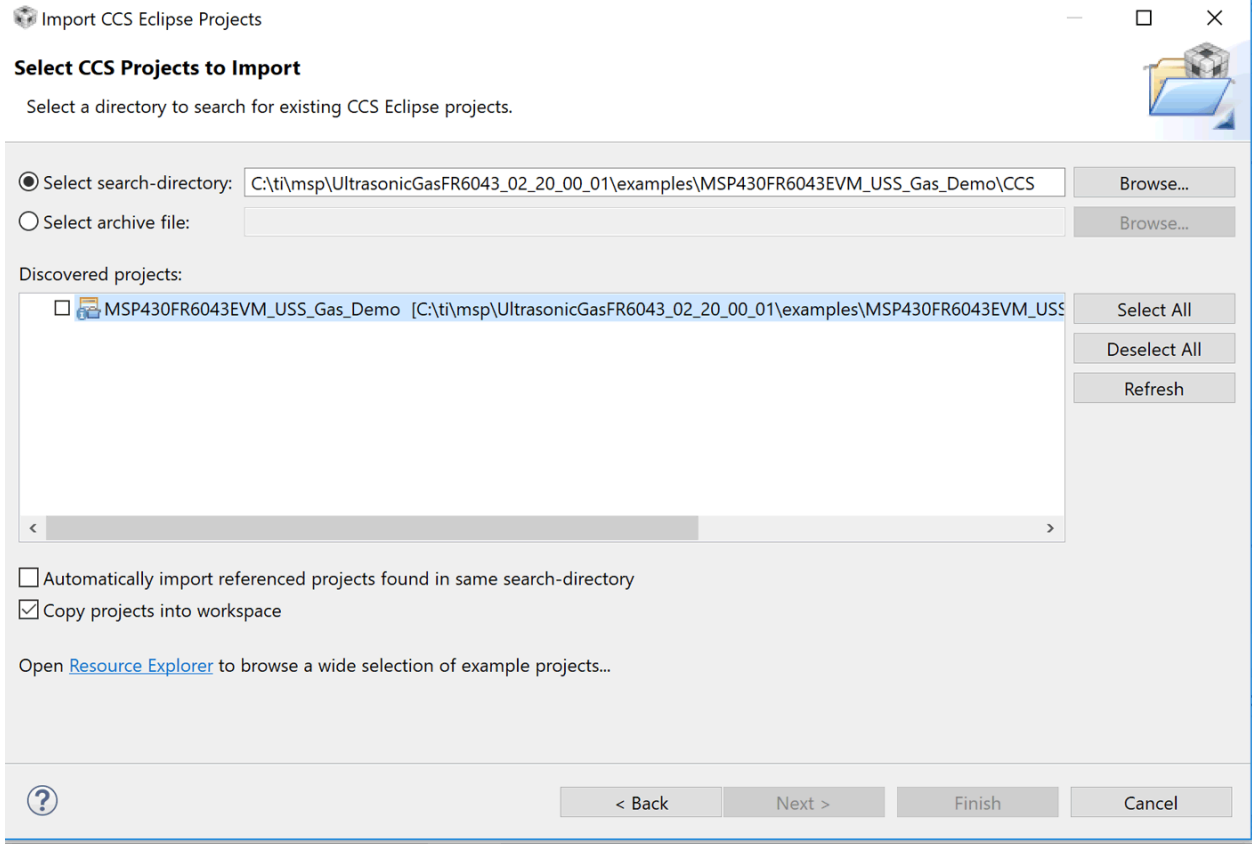 Import CCS Eclipse Projects
Select CCS Projects to Import
Select a directory to search for existing CCS Eclipse projects.
Select search-directory: C:\ti\msp\UltrasonicGasFR6043_02_20_00_01\examples\MSP430FR6043EVM_USS_Gas_Demo\CCS Browse...
Select archive file: Browse...
Discovered projects:
MSP430FR6043EVM_USS_Gas_Demo [C:\ti\msp\UltrasonicGasFR6043_02_20_00_01\examples\MSP430FR6043EVM_USS Select All
Deselect All
Refresh
Automatically import referenced projects found in same search-directory
Copy projects into workspace
Open Resource Explorer to browse a wide selection of example projects...
? < Back Next > Finish Cancel